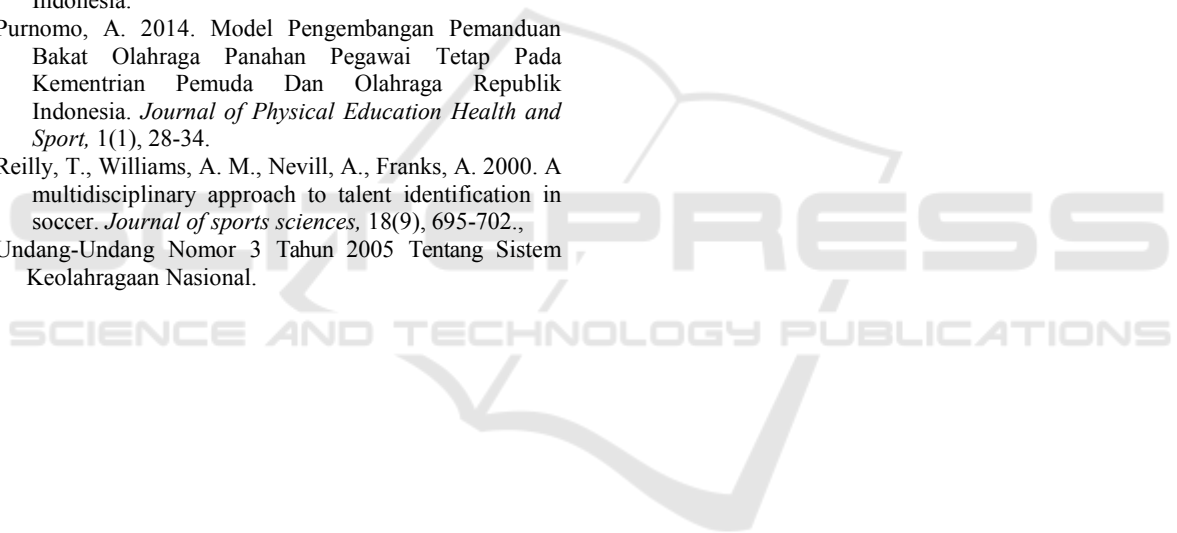 Indonesia.
Purnomo, A. 2014. Model Pengembangan Pemanduan
Bakat Olahraga Panahan Pegawai Tetap Pada
Kementrian Pemuda Dan Olahraga Republik
Indonesia. Journal of Physical Education Health and
Sport, 1(1), 28-34.
Reilly, T., Williams, A. M., Nevill, A., Franks, A. 2000. A
multidisciplinary approach to talent identification in
soccer. Journal of sports sciences, 18(9), 695-702.,
Undang-Undang Nomor 3 Tahun 2005 Tentang Sistem
Keolahragaan Nasional.
SCITEPRESS
SCIENCE AND TECHNOLOGY PUBLICATIONS